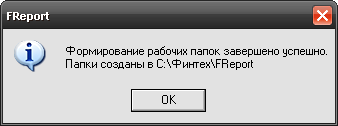 FReport
Формирование рабочих папок завершено успешно.
Папки созданы в C:\Финтех\FReport
OK